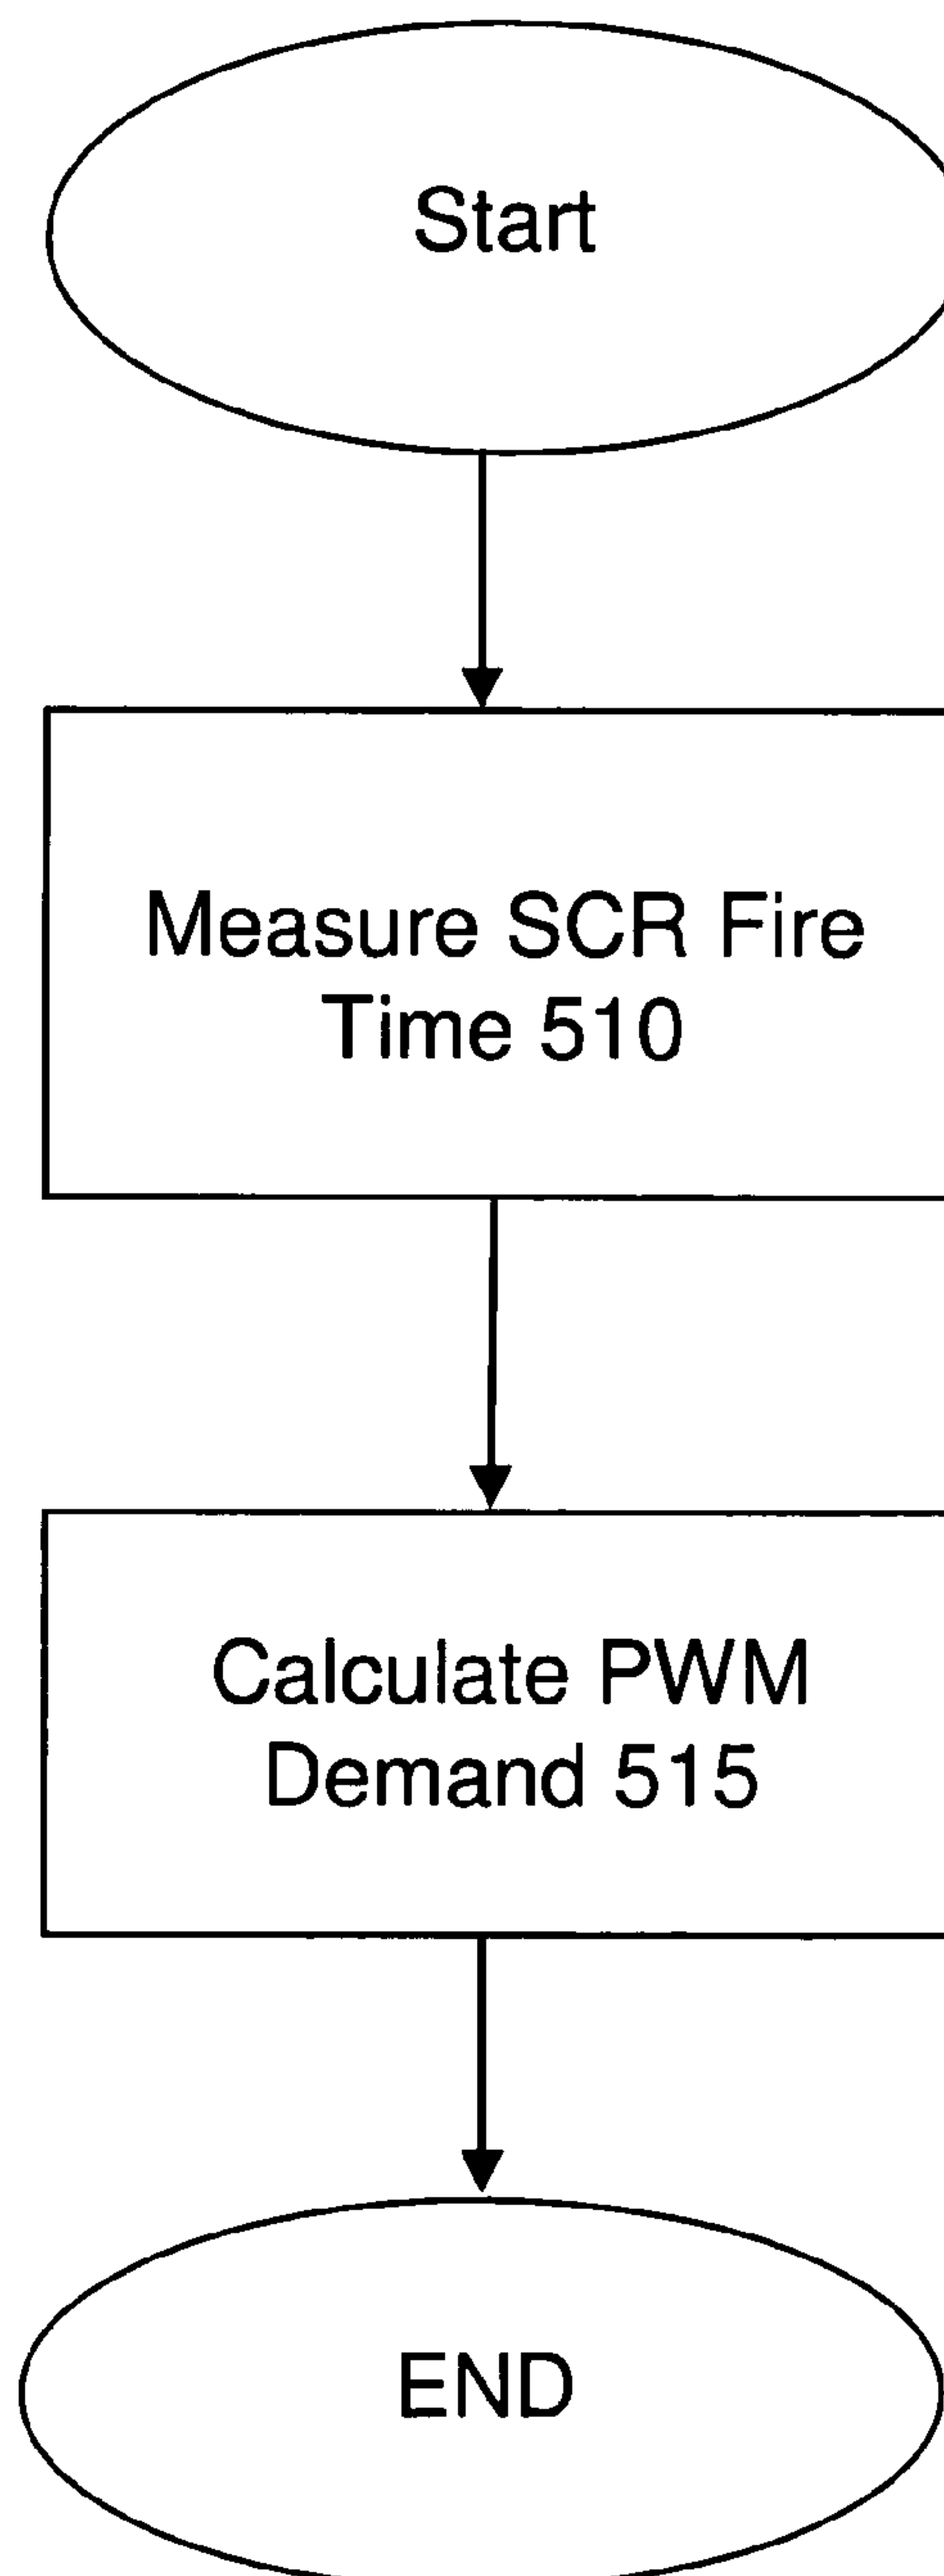 Start
Measure SCR Fire
Time 510
Calculate PWM
Demand 515
END